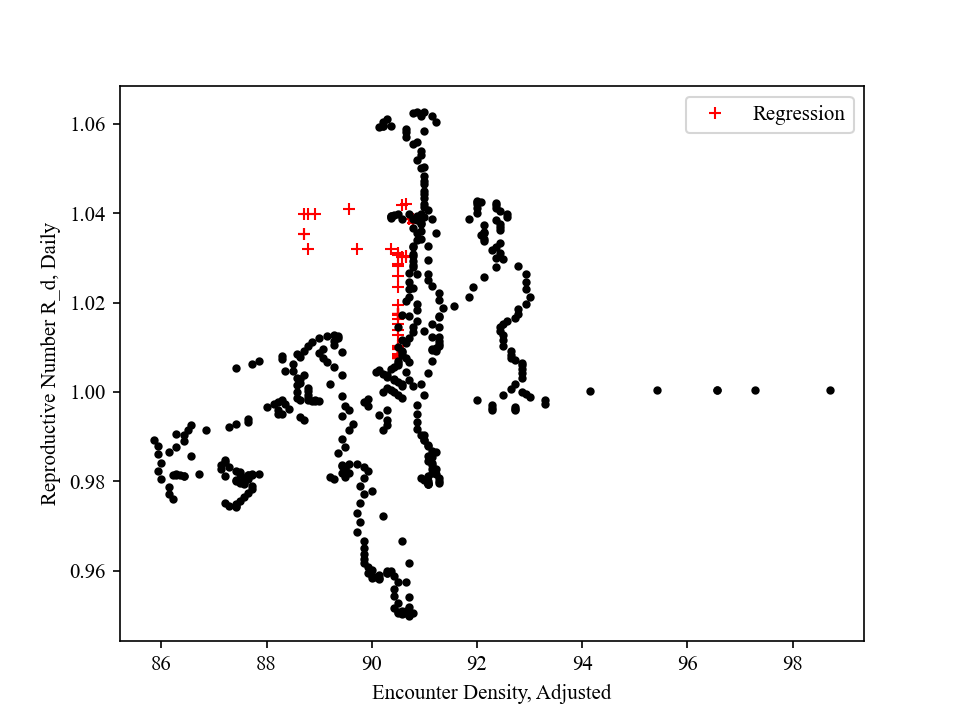 Regression
1.06
1.04
1.02
1.00
0.98
0.96
Reproductive Number R_d, Daily
86 88 90 92 94 96 98
Encounter Density, Adjusted